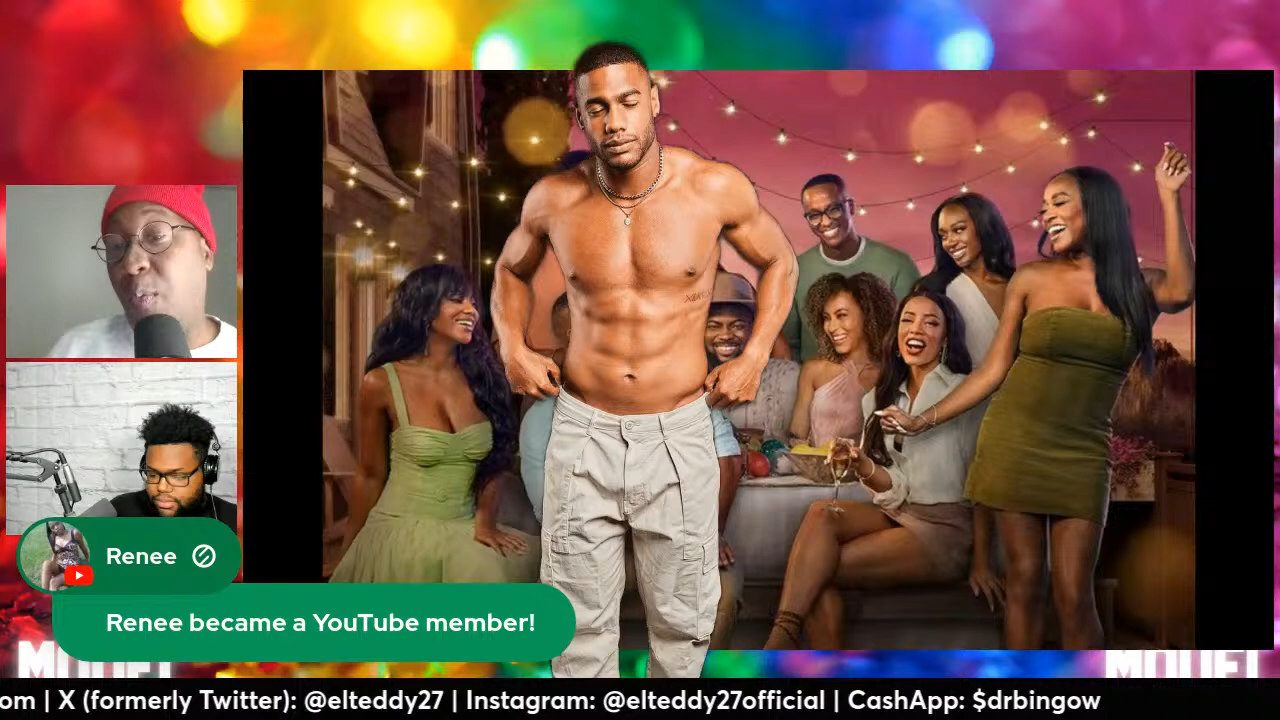 Renee
Renee became a YouTube member!
om | X (formerly Twitter): @elteddy27 | Instagram: @elteddy27official | CashApp: $drbingow